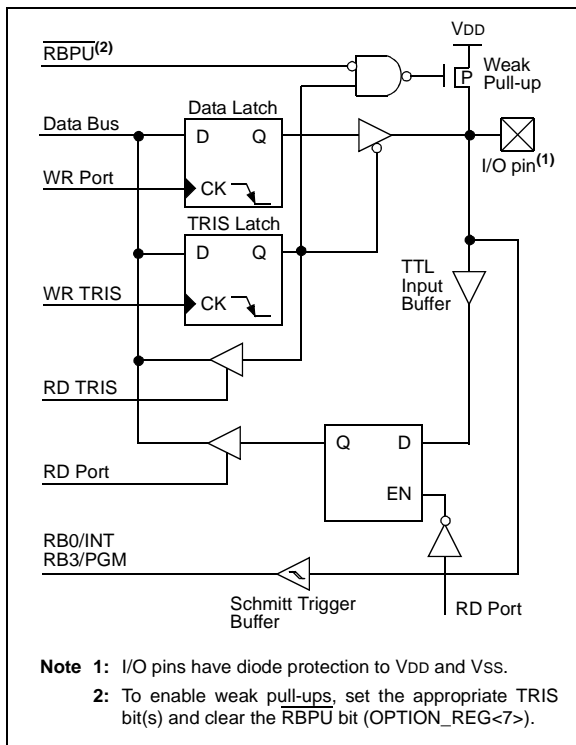 VDD
RBPU(2)
Weak
P
Pull-up
Data Latch
Data Bus
D Q
I/O pin(1)
WR Port
CK
TRIS Latch
D Q
TTL
Input
Buffer
WR TRIS
CK
RD TRIS
Q D
RD Port
EN
RB0/INT
RB3/PGM
Schmitt Trigger
Buffer
RD Port
Note 1: I/O pins have diode protection to VDD and VSS.
2: To enable weak pull-ups, set the appropriate TRIS
bit(s) and clear the RBPU bit (OPTION_REG<7>).